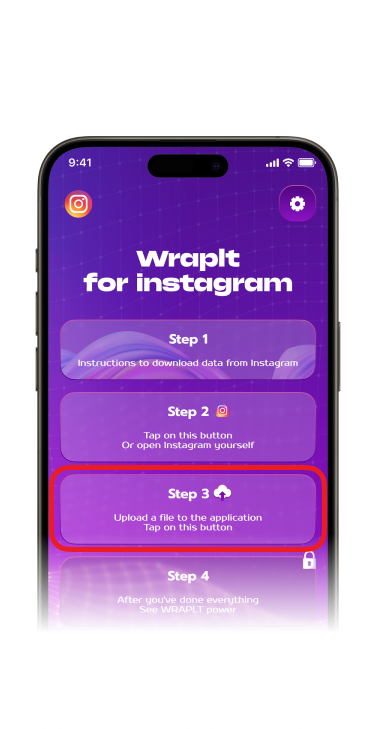 9:41
Wraplt
for instagram
Step 1
Instructions to download data from Instagram
Step 2
Tap on this button
Or open Instagram yourself
Step 3
Upload a file to the application
Tap on this button
Step 4
After you've done everything
See WRAPLT power